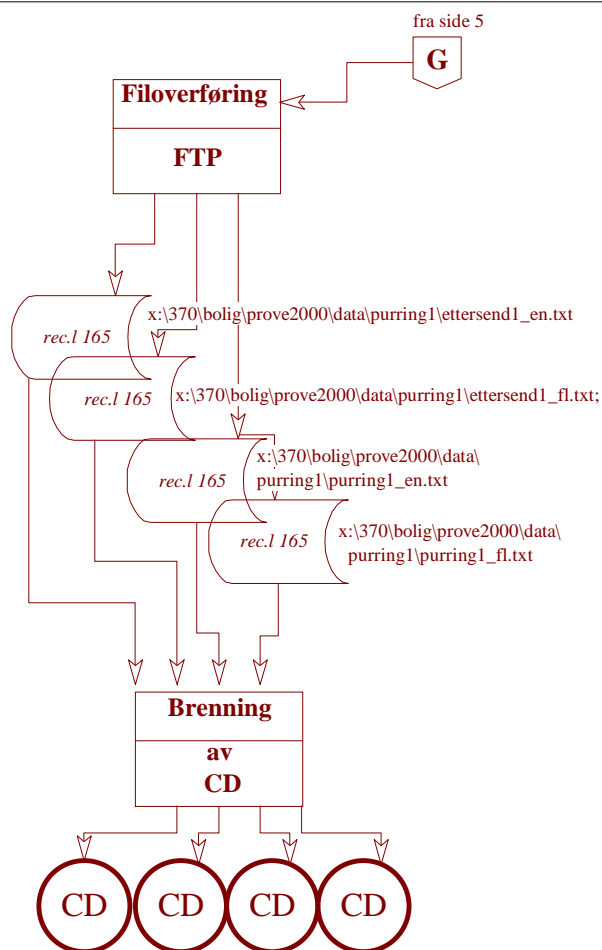 fra side 5
G
Filoverføring
FTP
x:\370\bolig\prove2000\data\purring1\ettersend1_en.txt
rec.l 165
x:\370\bolig\prove2000\data\purring1\ettersend1_fl.txt;
rec.l 165
x:\370\bolig\prove2000\data\
purring1\purring1_en.txt
rec.l 165
x:\370\bolig\prove2000\data\
purring1\purring1_fl.txt
rec.l 165
Brenning
av
CD
CD CD CD CD